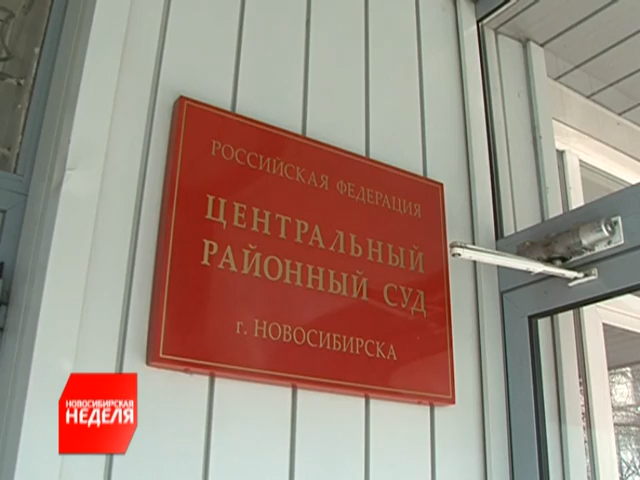 РОССИЙСКАЯ ФЕДЕРАЦИЯ
ЦЕНТРАЛЬНЫЙ
РАЙОННЫЙ СУД
г. НОВОСИБИРСКА
НОВОСИБИРСКАЯ
НЕДЕЛЯ